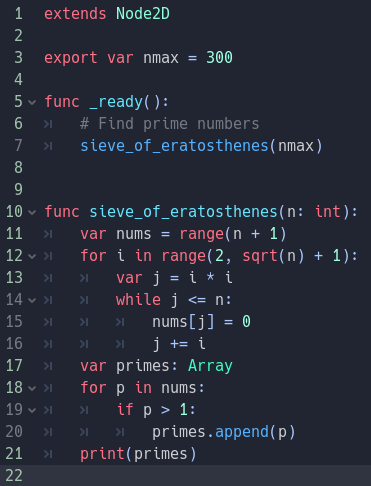 1 extends Node2D
2
3 export var nmax = 300
4
5 func _ready():
6     # Find prime numbers
7     sieve_of_eratosthenes(nmax)
8
9
10 func sieve_of_eratosthenes(n: int):
11     var nums = range(n + 1)
12     for i in range(2, sqrt(n) + 1):
13         var j = i * i
14         while j <= n:
15             nums[j] = 0
16             j += i
17     var primes: Array
18     for p in nums:
19         if p > 1:
20             primes.append(p)
21     print(primes)
22